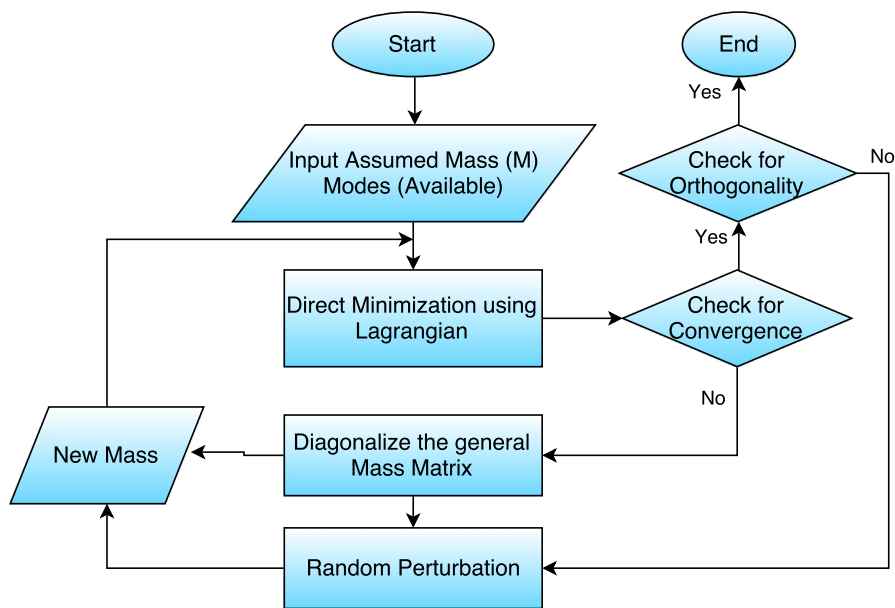 Start
End
Yes
Input Assumed Mass (M)
Modes (Available)
Check for
Orthogonality
No
Yes
Direct Minimization using
Lagrangian
Check for
Convergence
No
New Mass
Diagonalize the general
Mass Matrix
Random Perturbation